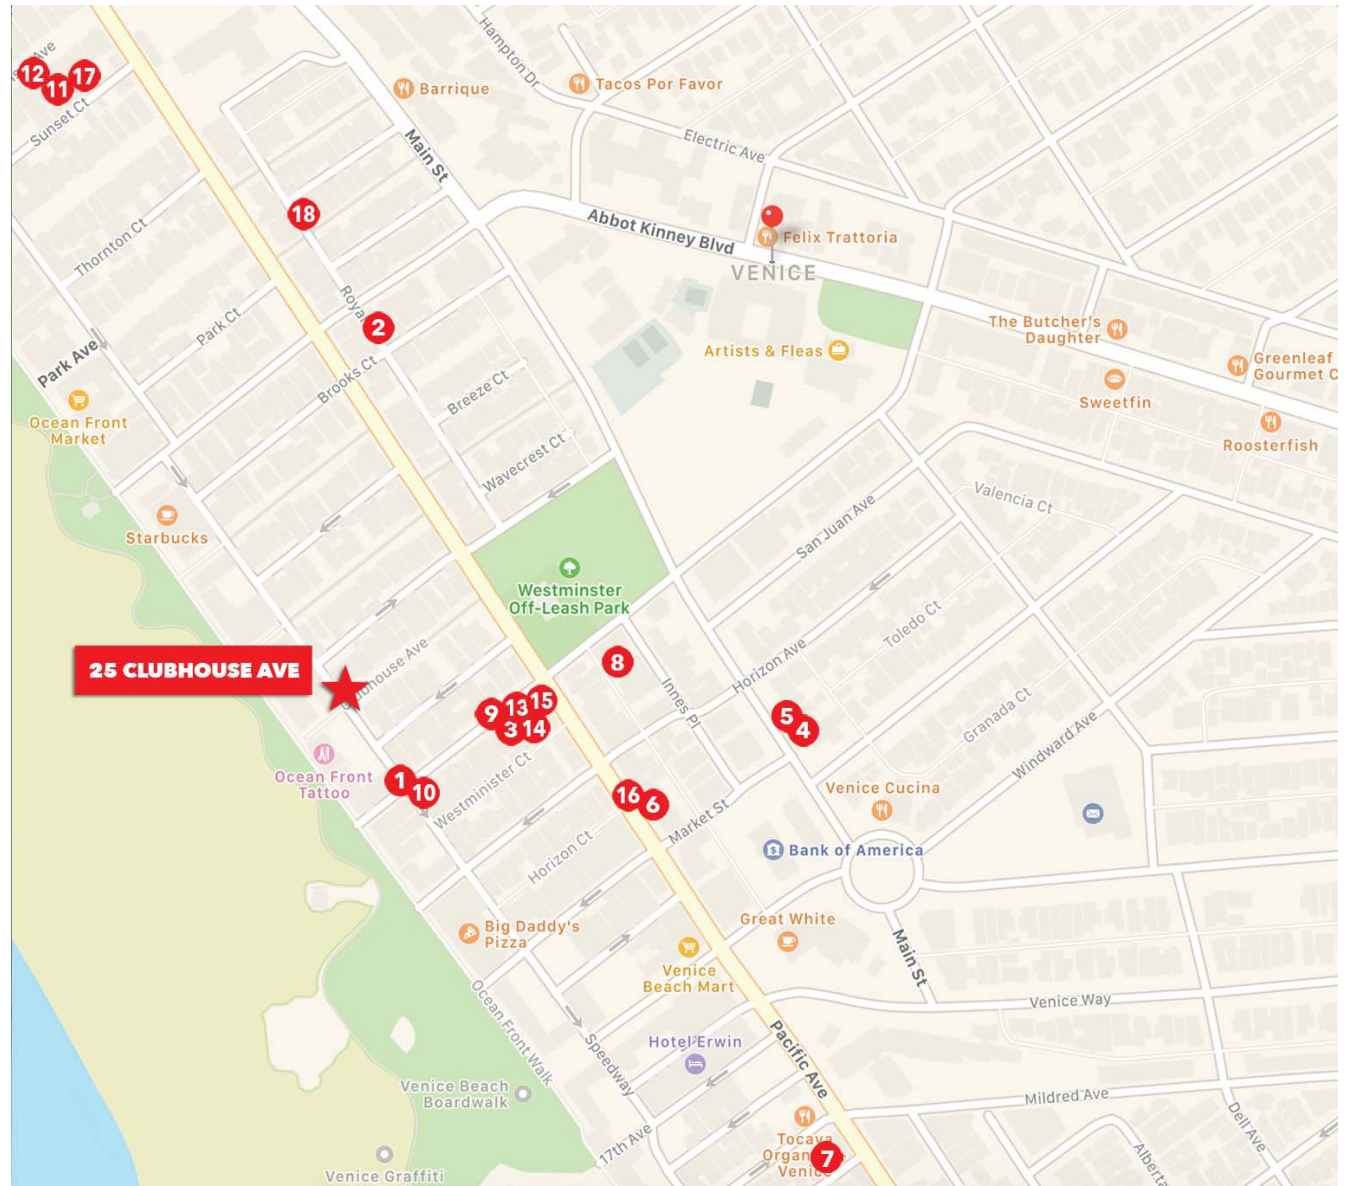 12
11
17
Sunset Ct
Barrique
Hampton Dr
Tacos Por Favor
Main St
Electric Ave
Abbot Kinney Blvd
Felix Trattoria
VENICE
Thornton Ct
18
Park Ct
2
Brooks Ct
Breeze Ct
Wavecrest Ct
Park Ave
Ocean Front
Market
Starbucks
Artists & Fleas
The Butcher's
Daughter
Greenleaf
Gourmet C
Sweetfin
Roosterfish
Valencia Ct
San Juan Ave
Toledo Ct
Horizon Ave
Granada Ct
Windward Ave
Westminster
Off-Leash Park
8
Innes Pl
25 CLUBHOUSE AVE
Clubhouse Ave
9
13
15
3
14
5
4
Ocean Front
Tattoo
1
10
Westminister Ct
16
6
Market St
Horizon Ct
Venice Cucina
Bank of America
Big Daddy's
Pizza
Great White
Venice
Beach Mart
Main St
Venice Way
Ocean Front Walk
Speedway
Hotel Erwin
Pacific Ave
Venice Beach
Boardwalk
Mildred Ave
Dell Ave
17th Ave
Tocaya
Organ
Venice
7
Venice Graffiti